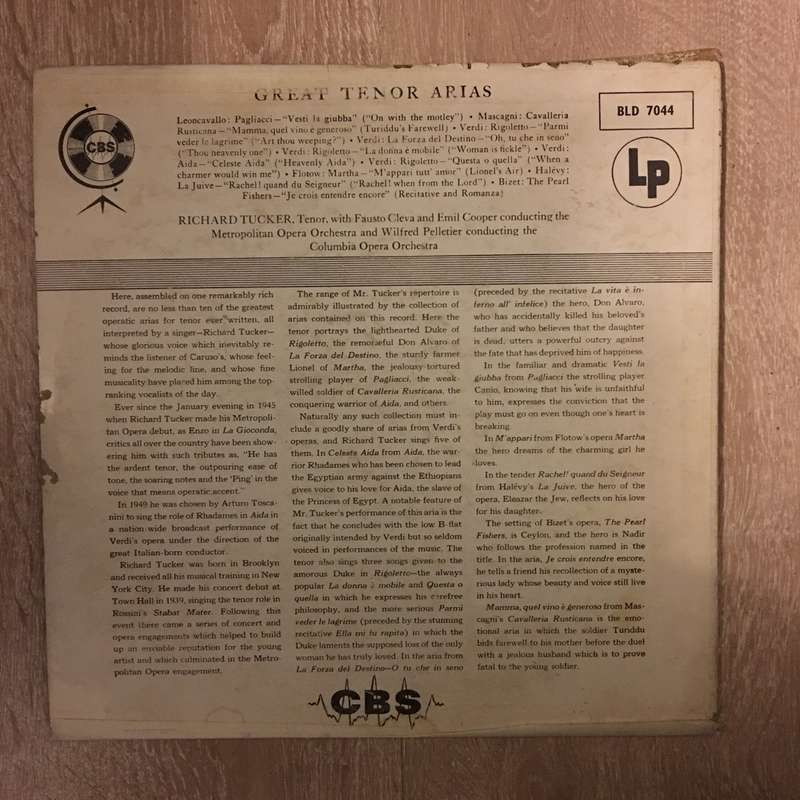 GREAT TENOR ARIAS
Leoncavallo: Pagliacci—"Vesti la giubba" ("On with the motley") • Mascagni: Cavalleria
Rusticana—"Mamma, quel vino è generoso" (Turiddu's Farewell) • Verdi: Rigoletto—"Parmi
veder le lagrime" ("Art thou weeping?") • Verdi: La Forza del Destino—"Oh, tu che in seno"
("Thou heavenly one") • Verdi: Rigoletto—"La donna è mobile" ("Woman is fickle") • Verdi:
Aida—"Celeste Aida" ("Heavenly Aida") • Verdi: Rigoletto—"Questa o quella" ("When a
charmer would win me") • Flotow: Martha—"M'appari tutt' amor" (Lionel's Air) • Halévy:
La Juive—"Rachel! quand du Seigneur" ("Rachel! when from the Lord") • Bizet: The Pearl
Fishers—"Je crois entendre encore" (Recitative and Romanza)
RICHARD TUCKER, Tenor, with Fausto Cleva and Emil Cooper conducting the
Metropolitan Opera Orchestra and Wilfred Pelletier conducting the
Columbia Opera Orchestra
CBS
BLD 7044
Lp
Here, assembled on one remarkably rich
record, are no less than ten of the greatest
operatic arias for tenor ever written, all
interpreted by a singer—Richard Tucker—
whose glorious voice which inevitably re-
minds the listener of Caruso's, whose feel-
ing for the melodic line, and whose fine
musicality have placed him among the top-
ranking vocalists of the day.
Ever since the January evening in 1945
when Richard Tucker made his Metropoli-
tan Opera debut, as Enzo in La Gioconda,
critics all over the country have been show-
ering him with such tributes as, "He has
the ardent tenor, the outpouring ease of
tone, the soaring notes and the 'Ping' in the
voice that means operatic accent."
In 1949 he was chosen by Arturo Tosca-
nini to sing the role of Rhadames in Aida in
a nation-wide broadcast performance of
Verdi's opera under the direction of the
great Italian-born conductor.
Richard Tucker was born in Brooklyn
and received all his musical training in New
York City. He made his concert debut at
Town Hall in 1939, singing the tenor role in
Rossini's Stabat Mater. Following this
event there came a series of concert and
opera engagements which helped to build
up an enviable reputation for the young
artist and which culminated in the Metro-
politan Opera engagement.
The range of Mr. Tucker's repertoire is
admirably illustrated by the collection of
arias contained on this record. Here the
tenor portrays the lighthearted Duke of
Rigoletto, the remorseful Don Alvaro of
La Forza del Destino, the sturdy farmer
Lionel of Martha, the jealousy-tortured
strolling player of Pagliacci, the weak-
willed soldier of Cavalleria Rusticana, the
conquering warrior of Aida, and others.
Naturally any such collection must in-
clude a goodly share of arias from Verdi's
operas, and Richard Tucker sings five of
them. In Celeste Aida from Aida, the war-
rior Rhadames who has been chosen to lead
the Egyptian army against the Ethiopians
gives voice to his love for Aida, the slave of
the Princess of Egypt. A notable feature of
Mr. Tucker's performance of this aria is the
fact that he concludes with the low B flat
originally intended by Verdi but so seldom
voiced in performances of the music. The
tenor also sings three songs given to the
amorous Duke in Rigoletto—the always
popular La donna è mobile and Questa o
quella in which he expresses his carefree
philosophy, and the more serious Parmi
veder le lagrime (preceded by the stunning
recitative Ella mi fu rapita) in which the
Duke laments the supposed loss of the only
woman he has truly loved. In the aria from
La Forza del Destino—O tu che in seno
(preceded by the recitative La vita è in-
ferno all' infelice) the hero, Don Alvaro,
who has accidentally killed his beloved's
father and who believes that the daughter
is dead, utters a powerful outcry against
the fate that has deprived him of happiness.
In the familiar and dramatic Vesti la
giubba from Pagliacci the strolling player
Canio, knowing that his wife is unfaithful
to him, expresses the conviction that the
play must go on even though one's heart is
breaking.
In M'appari from Flotow's opera Martha
the hero dreams of the charming girl he
loves.
In the tender Rachel! quand du Seigneur
from Halévy's La Juive, the hero of the
opera, Eleazar the Jew, reflects on his love
for his daughter.
The setting of Bizet's opera, The Pearl
Fishers, is Ceylon, and the hero is Nadir
who follows the profession named in the
title. In the aria, Je crois entendre encore,
he tells a friend his recollection of a myste-
rious lady whose beauty and voice still live
in his heart.
Mamma, quel vino è generoso from Mas-
cagni's Cavalleria Rusticana is the emo-
tional aria in which the soldier Turiddu
bids farewell to his mother before the duel
with a jealous husband which is to prove
fatal to the young soldier.
CBS